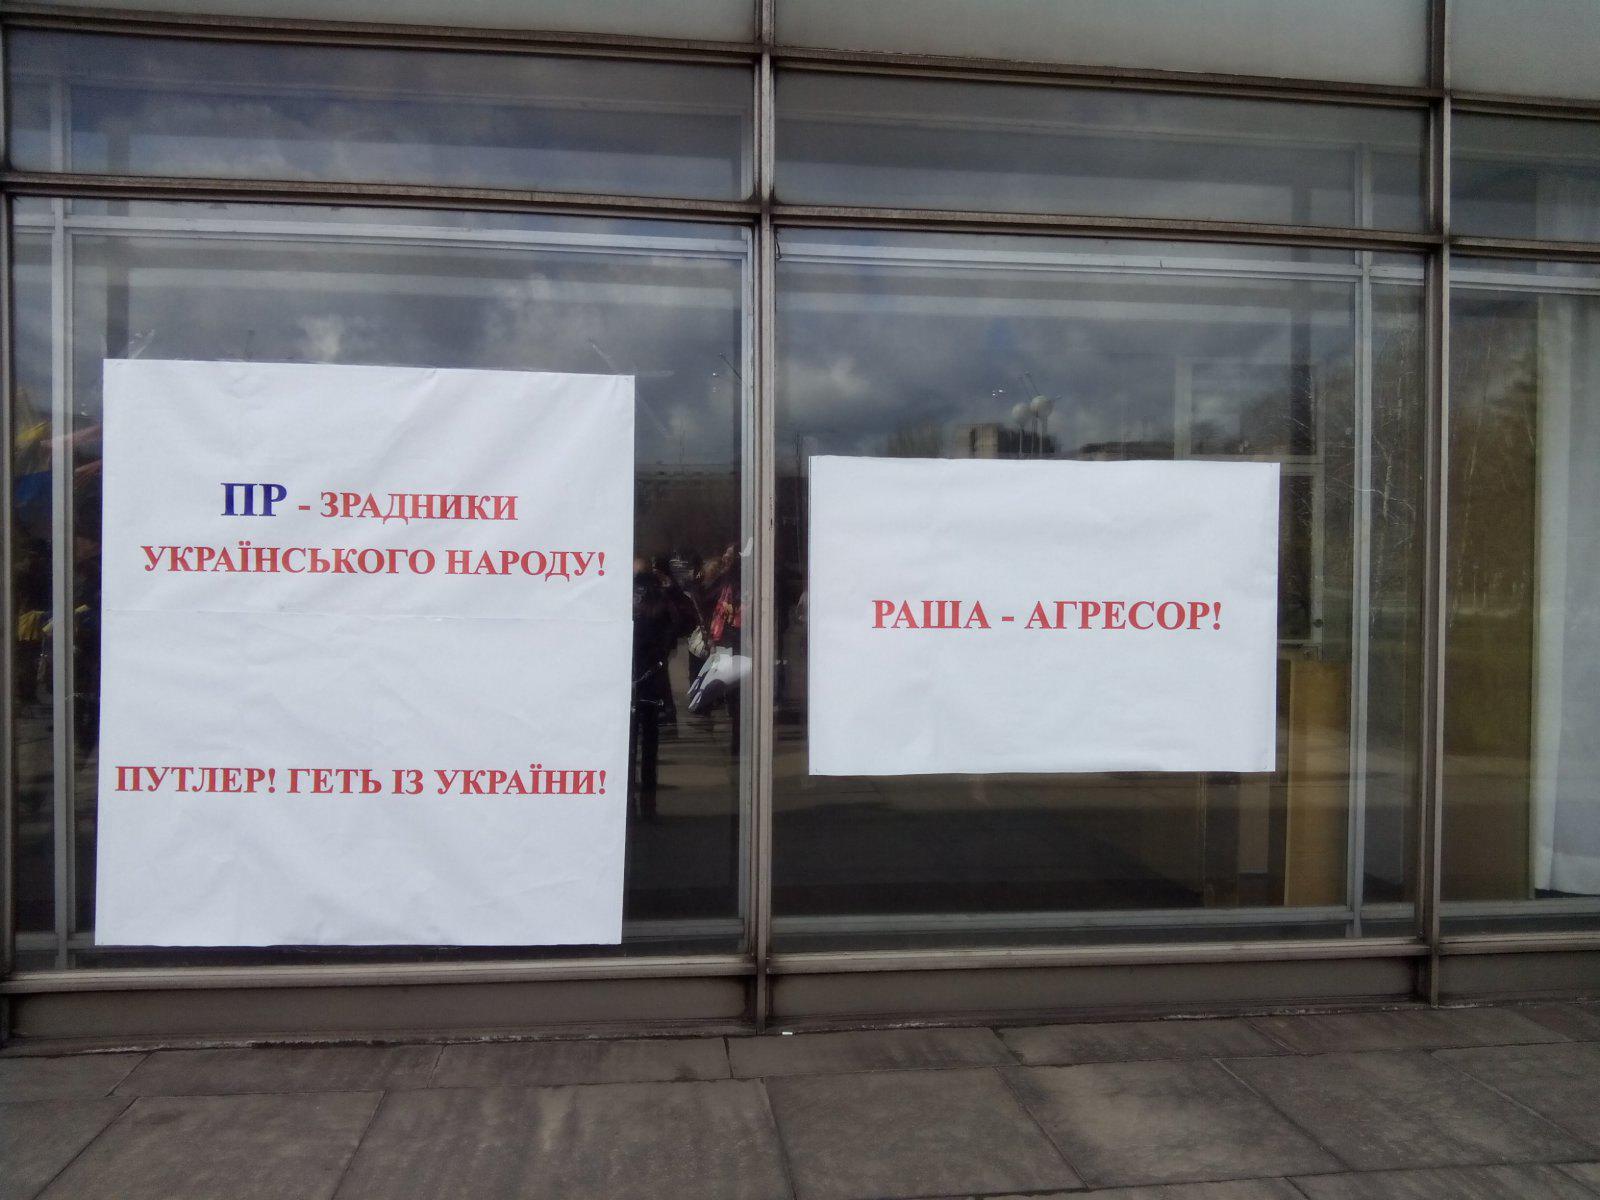 ПР - ЗРАДНИКИ
УКРАЇНСЬКОГО НАРОДУ!
ПУТЛЕР! ГЕТЬ ІЗ УКРАЇНИ!
РАША - АГРЕСОР!